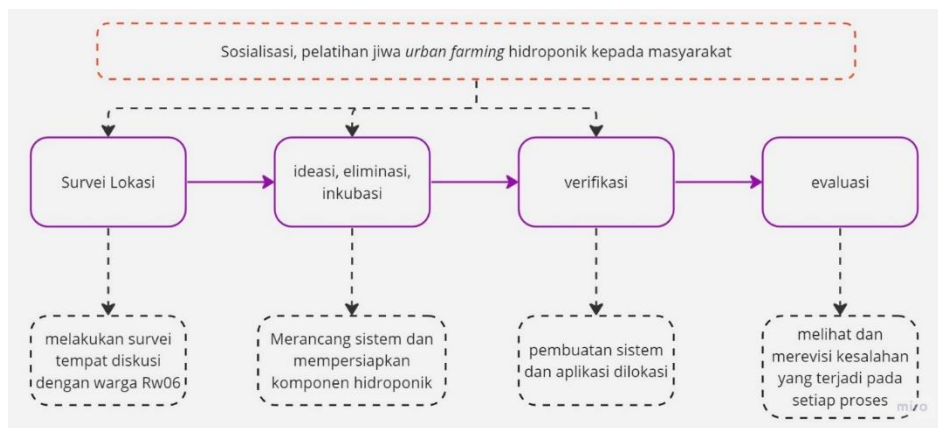 Sosialisasi, pelatihan jiwa urban farming hidroponik kepada masyarakat
Survei Lokasi
ideasi, eliminasi,
inkubasi
verifikasi
evaluasi
melakukan survei
tempat diskusi
dengan warga Rw06
Merancang sistem dan
mempersiapkan
komponen hidroponik
pembuatan sistem
dan aplikasi dilokasi
melihat dan
merevisi kesalahan
yang terjadi pada
setiap proses
miro